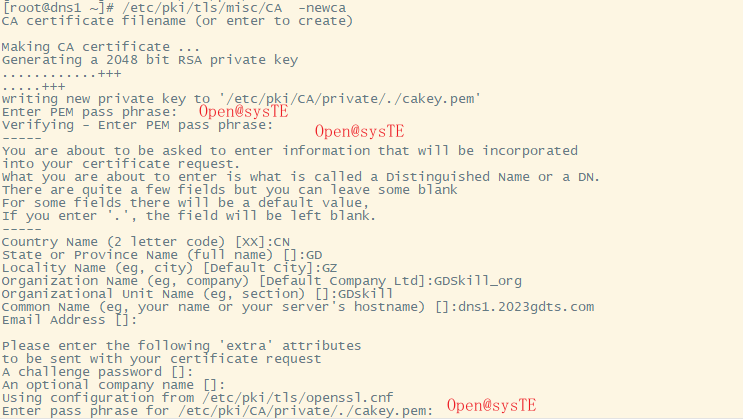 [root@dns1 ~]# /etc/pki/tls/misc/CA  -newca
CA certificate filename (or enter to create)
Making CA certificate ...
Generating a 2048 bit RSA private key
............+++
.....+++
writing new private key to '/etc/pki/CA/private/./cakey.pem'
Enter PEM pass phrase: Open@sysTE
Verifying - Enter PEM pass phrase: Open@sysTE
-----
You are about to be asked to enter information that will be incorporated
into your certificate request.
What you are about to enter is what is called a Distinguished Name or a DN.
There are quite a few fields but you can leave some blank
For some fields there will be a default value,
If you enter '.', the field will be left blank.
-----
Country Name (2 letter code) [XX]:CN
State or Province Name (full name) []:GD
Locality Name (eg, city) [Default City]:GZ
Organization Name (eg, company) [Default Company Ltd]:GDSkill_org
Organizational Unit Name (eg, section) []:GDskill
Common Name (eg, your name or your server's hostname) []:dns1.2023gdts.com
Email Address []:
Please enter the following 'extra' attributes
to be sent with your certificate request
A challenge password []:
An optional company name []:
Using configuration from /etc/pki/tls/openssl.cnf
Enter pass phrase for /etc/pki/CA/private/./cakey.pem: Open@sysTE